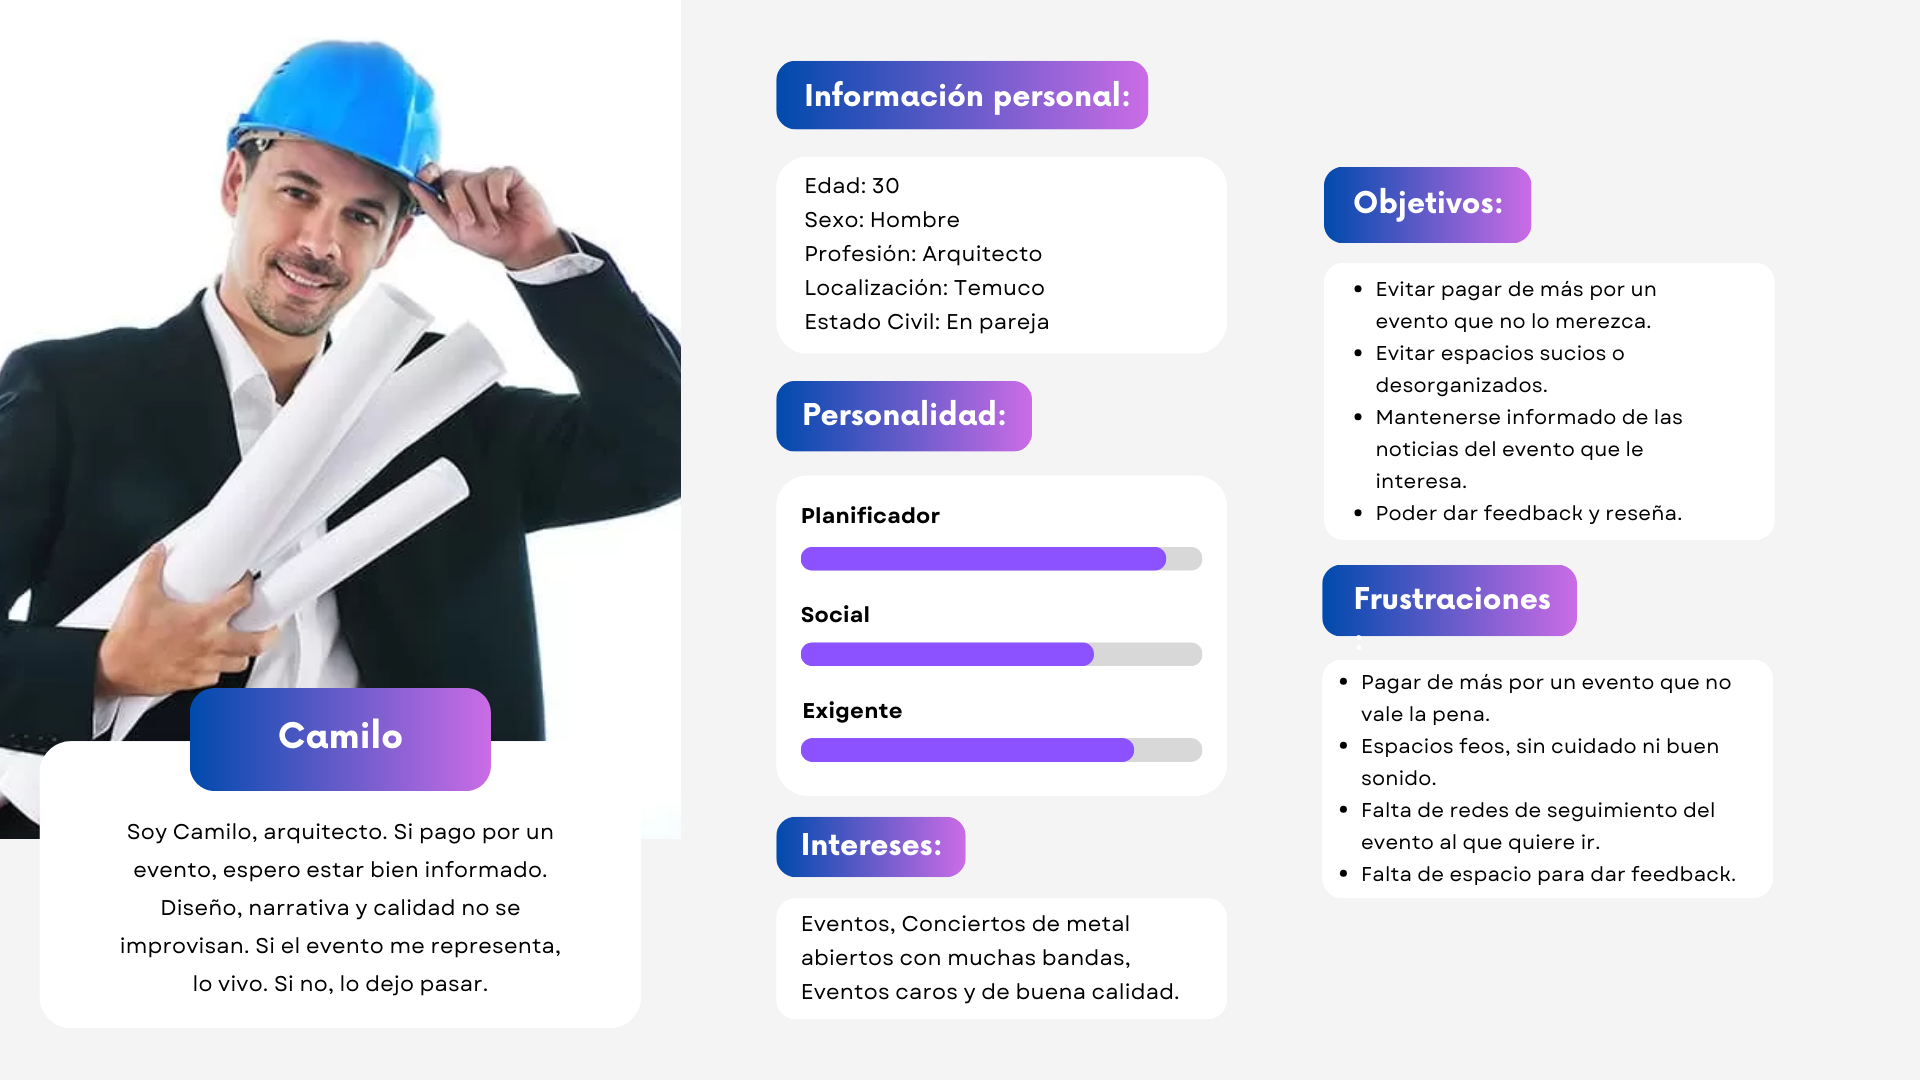 Camilo
Soy Camilo, arquitecto. Si pago por un
evento, espero estar bien informado.
Diseño, narrativa y calidad no se
improvisan. Si el evento me representa,
lo vivo. Si no, lo dejo pasar.
Información personal:
Edad: 30
Sexo: Hombre
Profesión: Arquitecto
Localización: Temuco
Estado Civil: En pareja
Personalidad:
Planificador
Social
Exigente
Intereses:
Eventos, Conciertos de metal
abiertos con muchas bandas,
Eventos caros y de buena calidad.
Objetivos:
• Evitar pagar de más por un
evento que no lo merezca.
• Evitar espacios sucios o
desorganizados.
• Mantenerse informado de las
noticias del evento que le
interesa.
• Poder dar feedback y reseña.
Frustraciones
:
• Pagar de más por un evento que no
vale la pena.
• Espacios feos, sin cuidado ni buen
sonido.
• Falta de redes de seguimiento del
evento al que quiere ir.
• Falta de espacio para dar feedback.